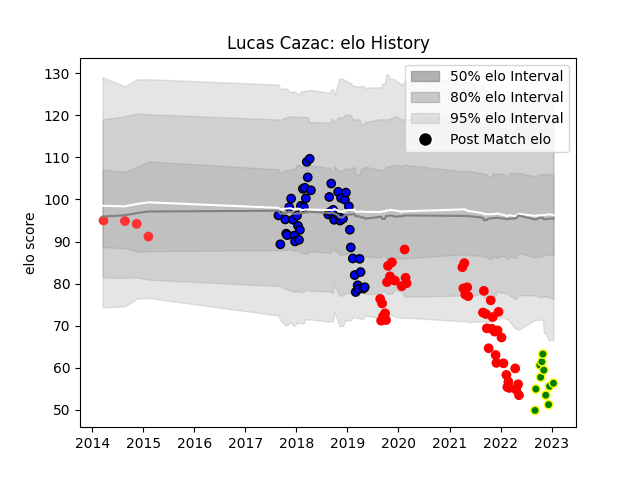 Lucas Cazac: elo History
130
120
110
100
90
80
70
60
50
elo score
50% elo Interval
80% elo Interval
95% elo Interval
Post Match elo
2014 2015 2016 2017 2018 2019 2020 2021 2022 2023